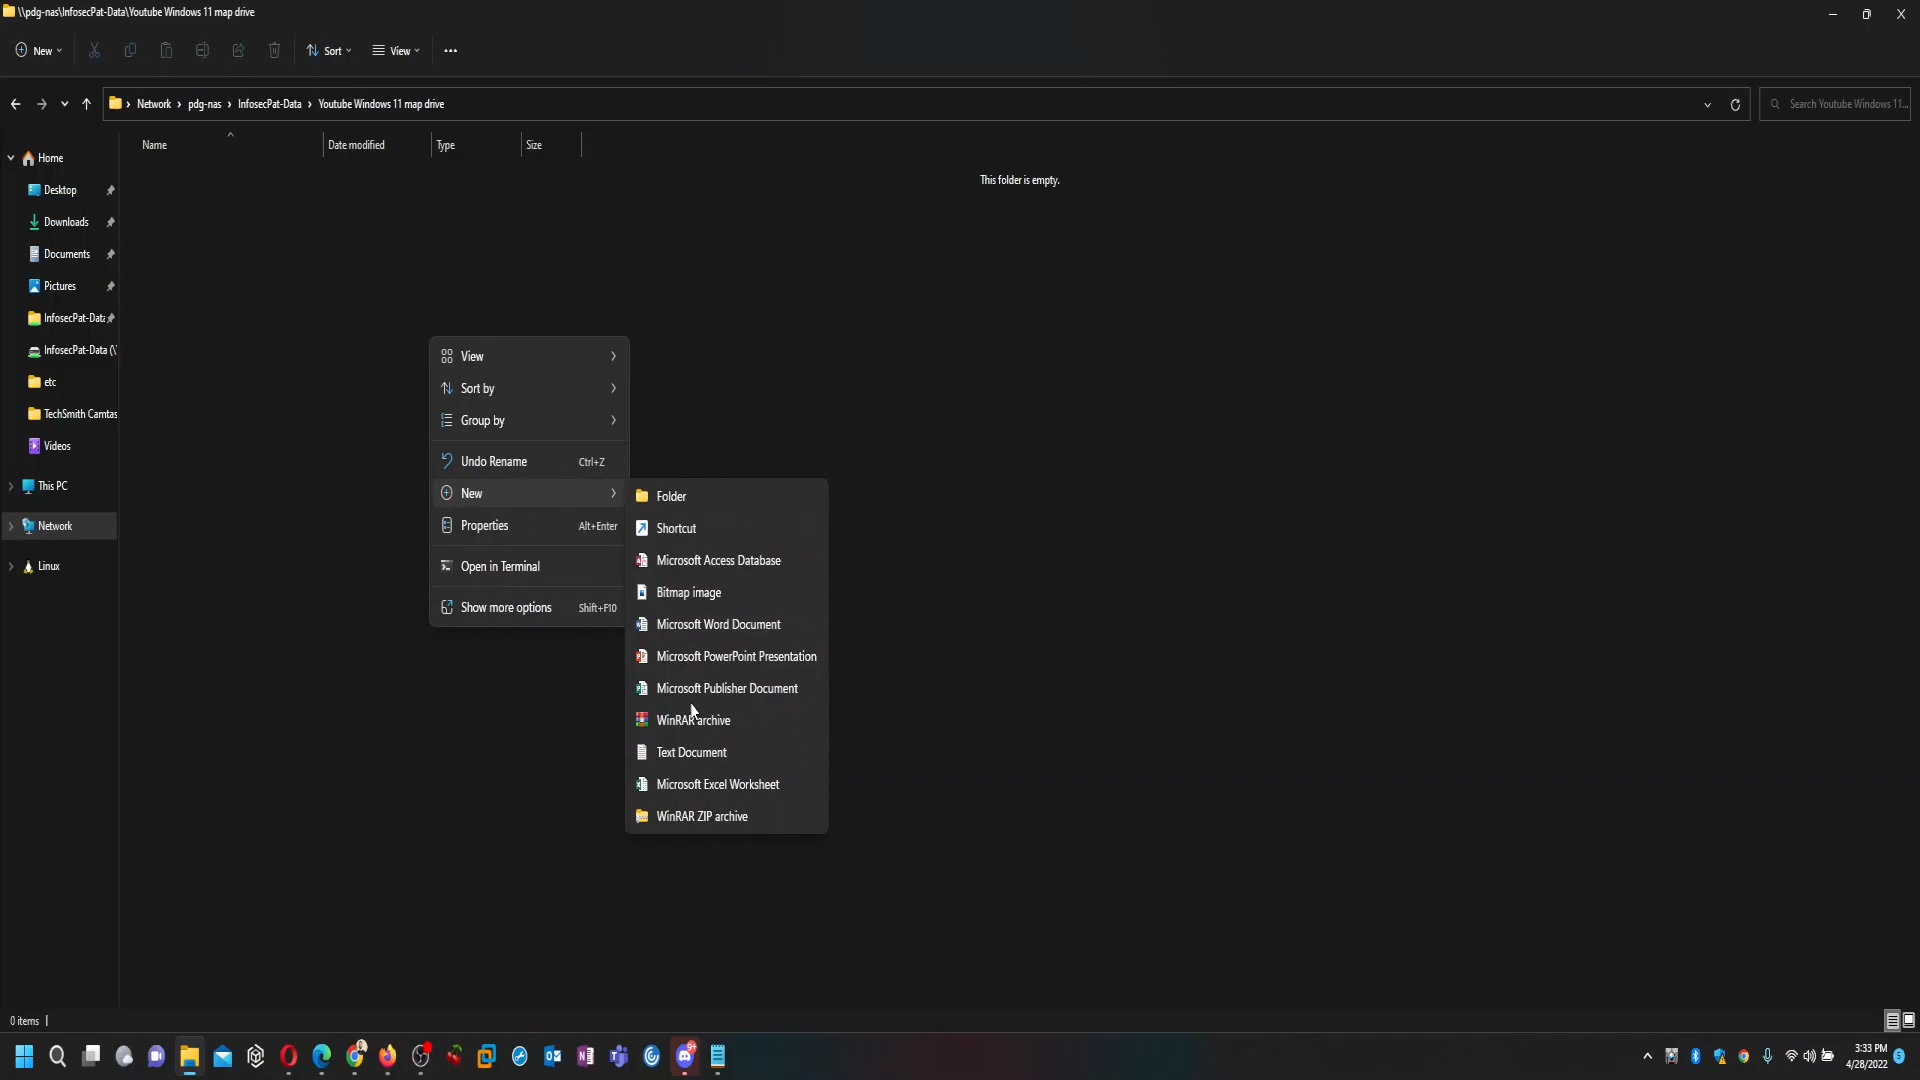 \\pdg-nas\InfosecPat-Data\Youtube Windows 11 map drive
New
Sort
View
Network > pdg-nas > InfosecPat-Data > Youtube Windows 11 map drive
Search Youtube Windows 11...
Name
Date modified
Type
Size
This folder is empty.
Home
Desktop
Downloads
Documents
Pictures
InfosecPat-Data
InfosecPat-Data (\\
etc
TechSmith Camtas
Videos
This PC
Network
Linux
View
Sort by
Group by
Undo Rename Ctrl+Z
New
Properties Alt+Enter
Open in Terminal
Show more options Shift+F10
Folder
Shortcut
Microsoft Access Database
Bitmap image
Microsoft Word Document
Microsoft PowerPoint Presentation
Microsoft Publisher Document
WinRAR archive
Text Document
Microsoft Excel Worksheet
WinRAR ZIP archive
0 items
9+
3:33 PM
4/28/2022
5